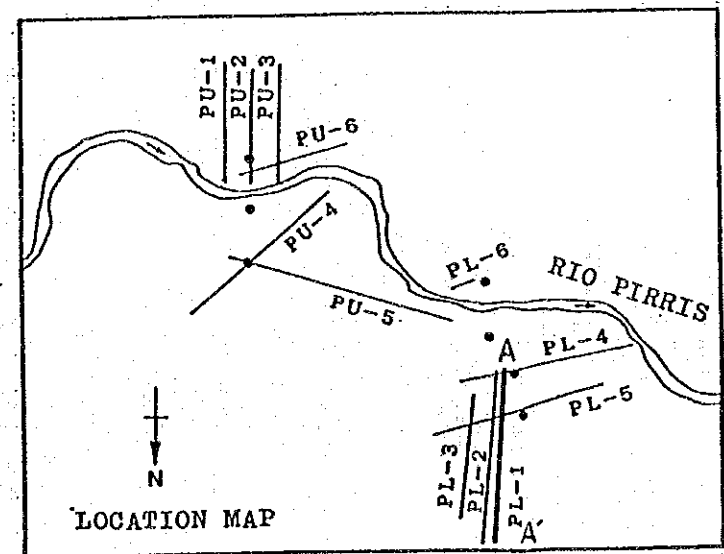 PU-1
PU-2
PU-3
PU-6
PU-4
PU-5
PL-6
RIO PIRRIS
A
PL-4
PL-5
PL-3
PL-2
PL-1
A'
N
LOCATION MAP